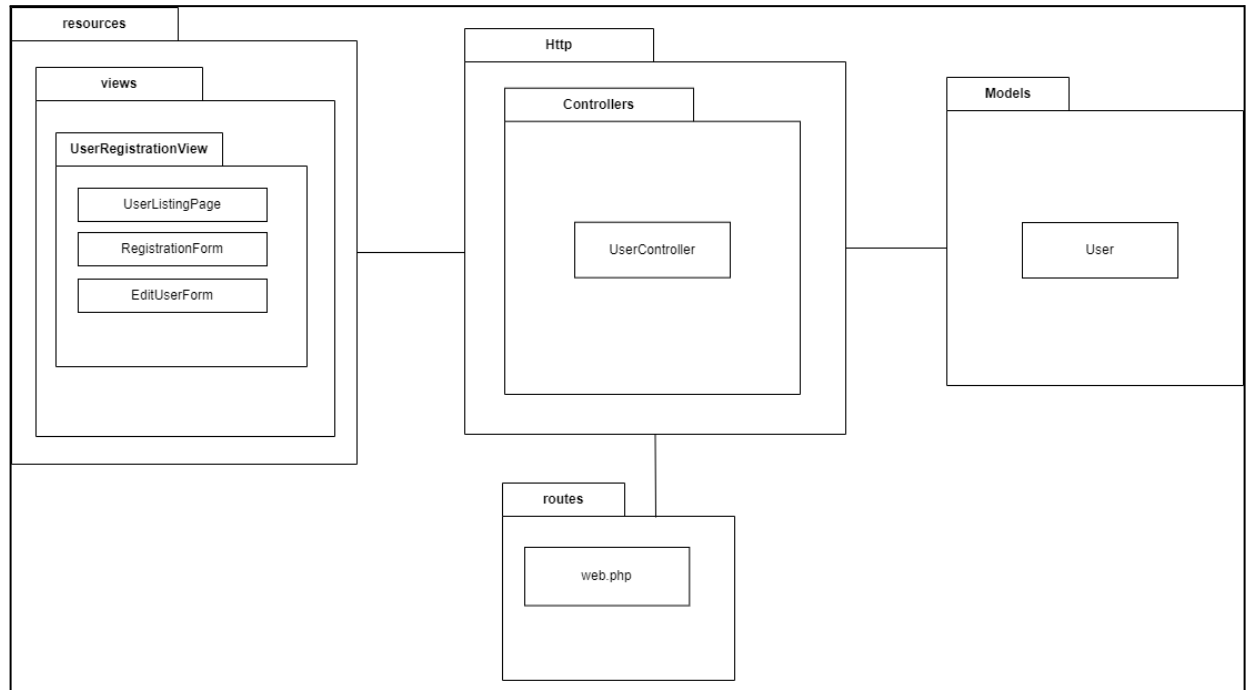 resources
views
UserRegistrationView
UserListingPage
RegistrationForm
EditUserForm
Http
Controllers
UserController
Models
User
routes
web.php